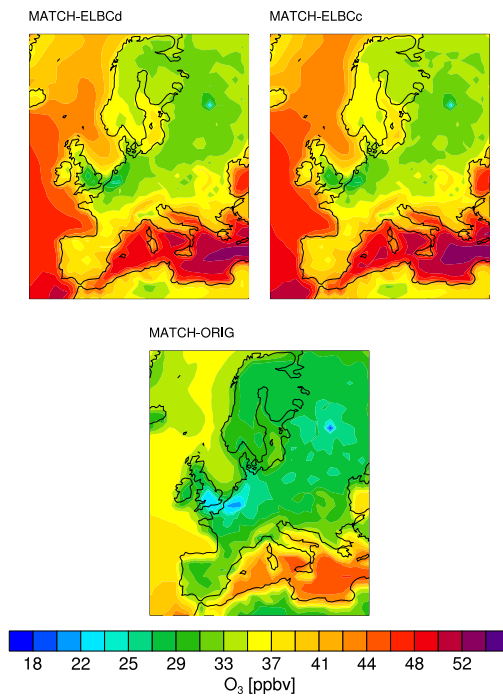 MATCH-ELBCd
MATCH-ELBCc
MATCH-ORIG
18 22 25 29 33 37 41 44 48 52
O3 [ppbv]